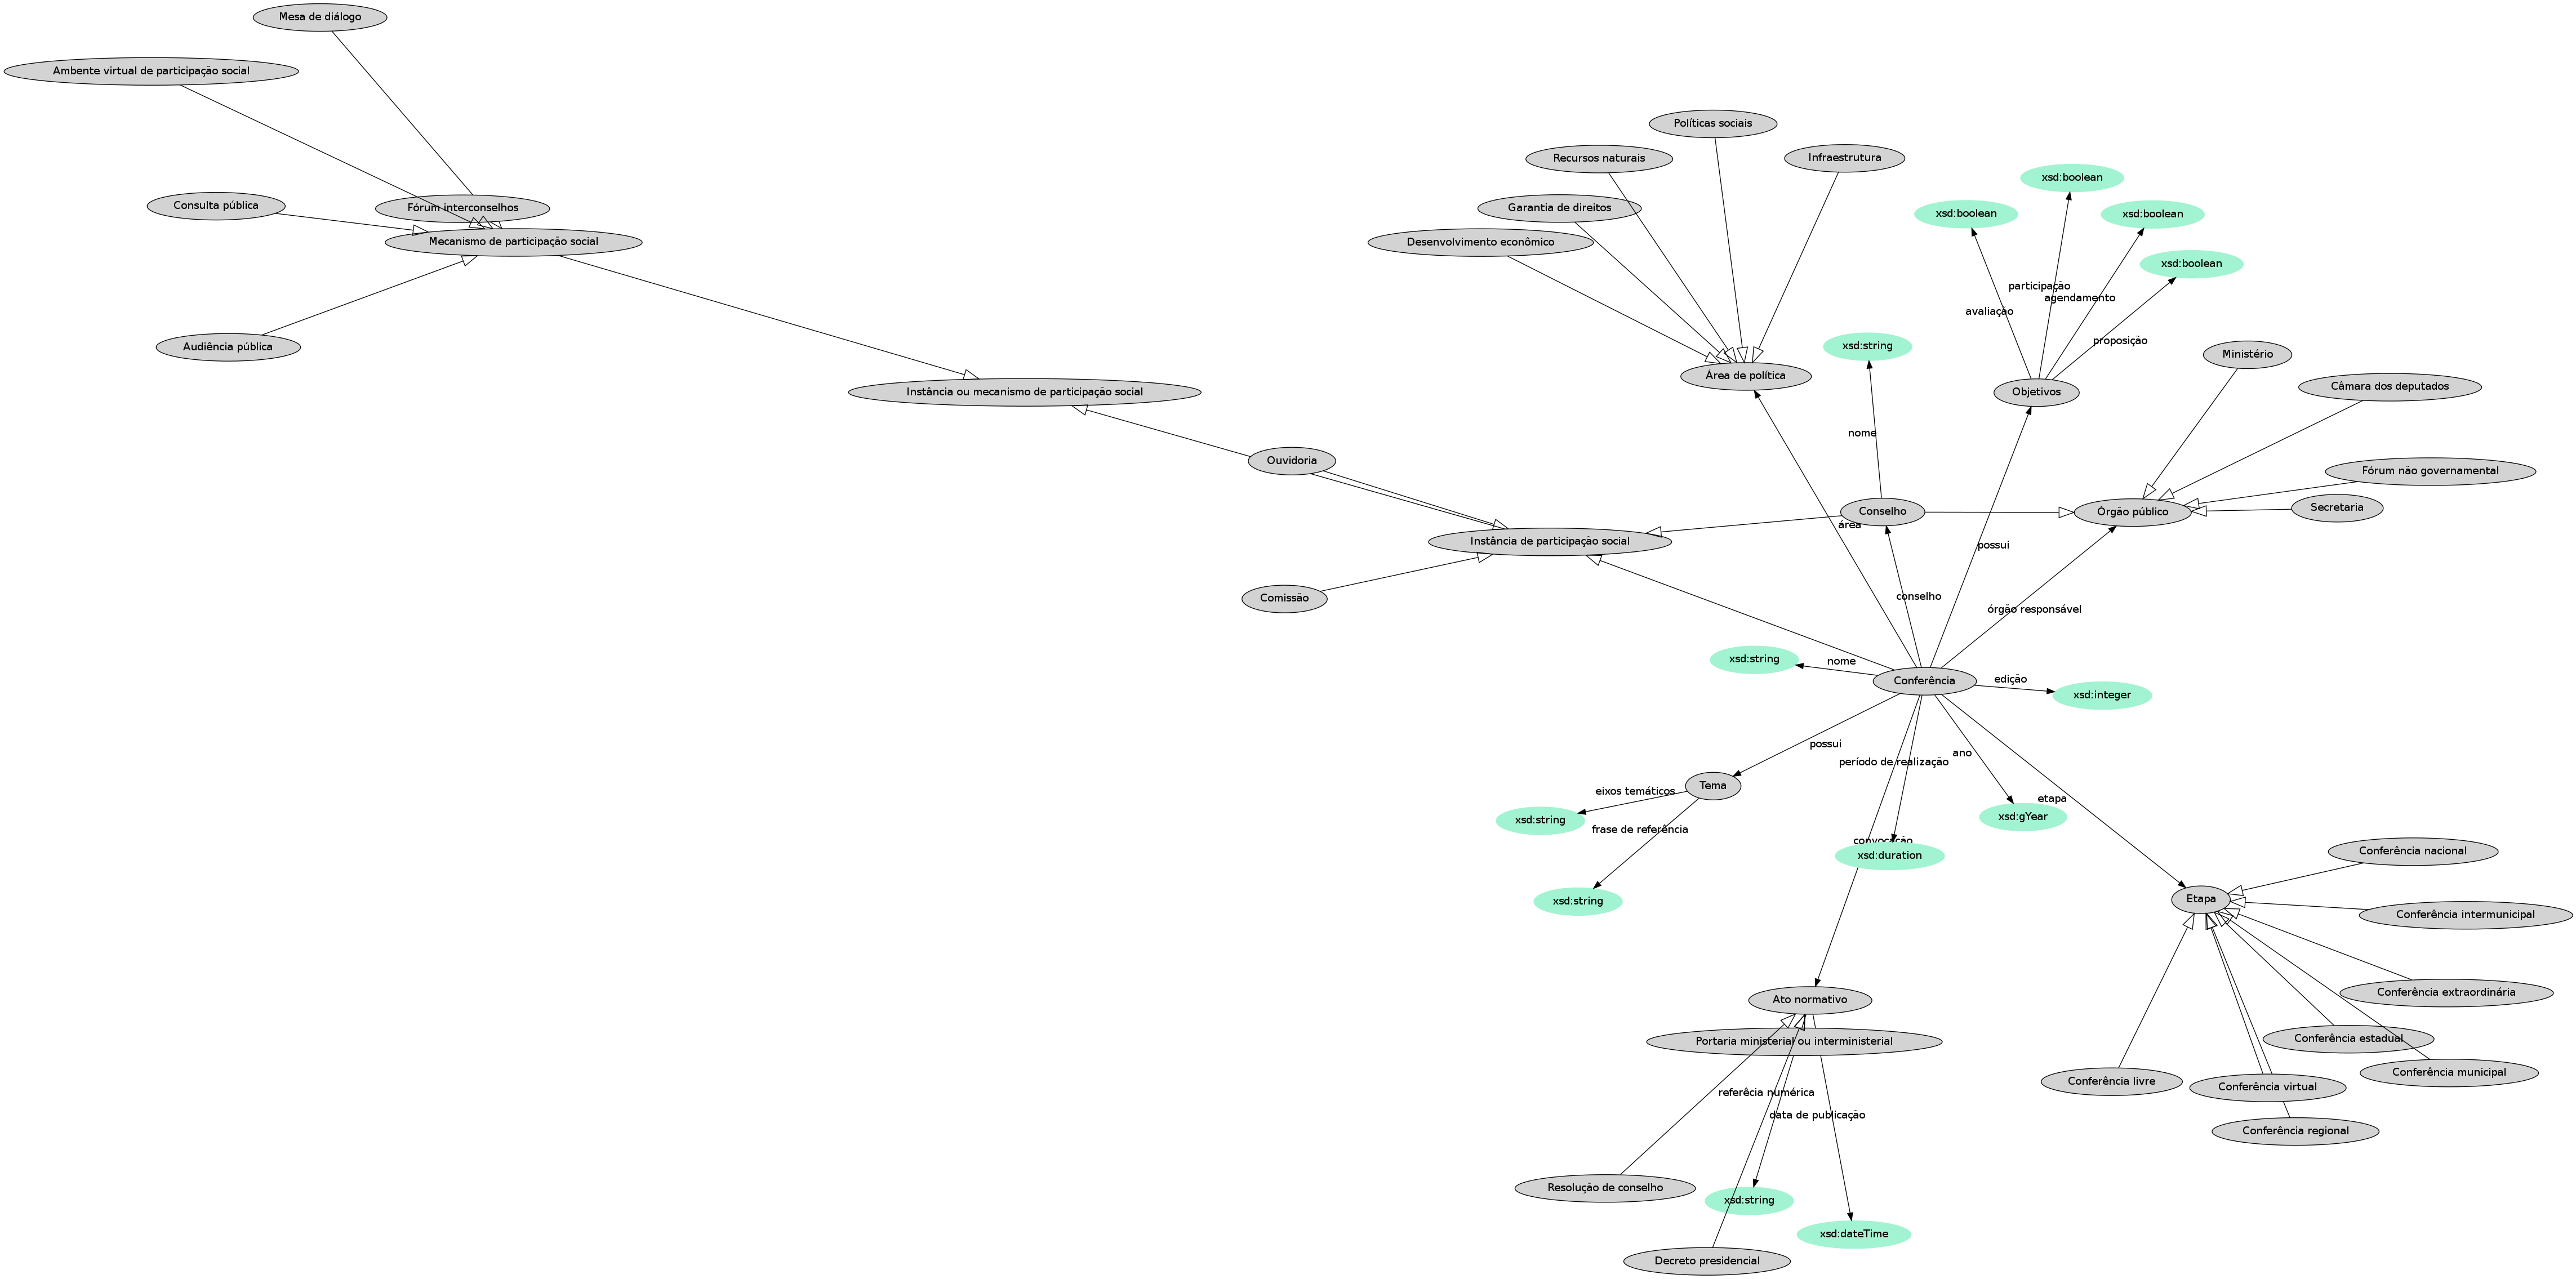 Mesa de diálogo
Ambente virtual de participação social
Políticas sociais
Recursos naturais
Infraestrutura
xsd:boolean
Consulta pública
Fórum interconselhos
Garantia de direitos
xsd:boolean
xsd:boolean
Mecanismo de participação social
Desenvolvimento econômico
xsd:boolean
participação
agendamento
avaliação
proposição
Audiência pública
xsd:string
Ministério
Área de política
Câmara dos deputados
Instância ou mecanismo de participação social
Objetivos
nome
Ouvidoria
Fórum não governamental
Secretaria
Conselho
Órgão público
área
Instância de participação social
possui
Comissão
conselho
órgão responsável
xsd:string
nome
Conferência
edição
xsd:integer
possui
ano
período de realização
Tema
eixos temáticos
etapa
xsd:string
xsd:gYear
frase de referência
convocação
xsd:duration
Conferência nacional
xsd:string
Etapa
Conferência intermunicipal
Conferência extraordinária
Ato normativo
Portaria ministerial ou interministerial
Conferência estadual
Conferência municipal
Conferência livre
Conferência virtual
referêcia numérica
data de publicação
Conferência regional
Resolução de conselho
xsd:string
xsd:dateTime
Decreto presidencial